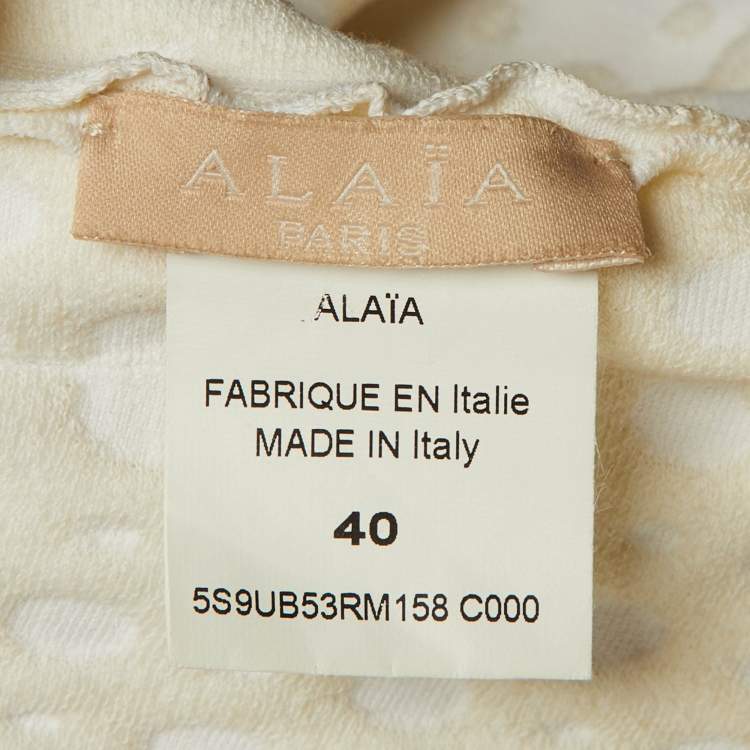 ALAÏA
PARIS
ALAÏA
FABRIQUE EN Italie
MADE IN Italy
40
5S9UB53RM158 C000